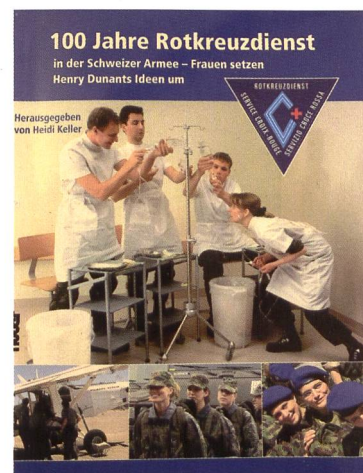 100 Jahre Rotkreuzdienst
in der Schweizer Armee – Frauen setzen
Henry Dunants Ideen um
ROTKREUZDIENST
SERVICE CROIX-ROUGE
SERVIZIO CROCE ROSSA
Herausgegeben
von Heidi Keller